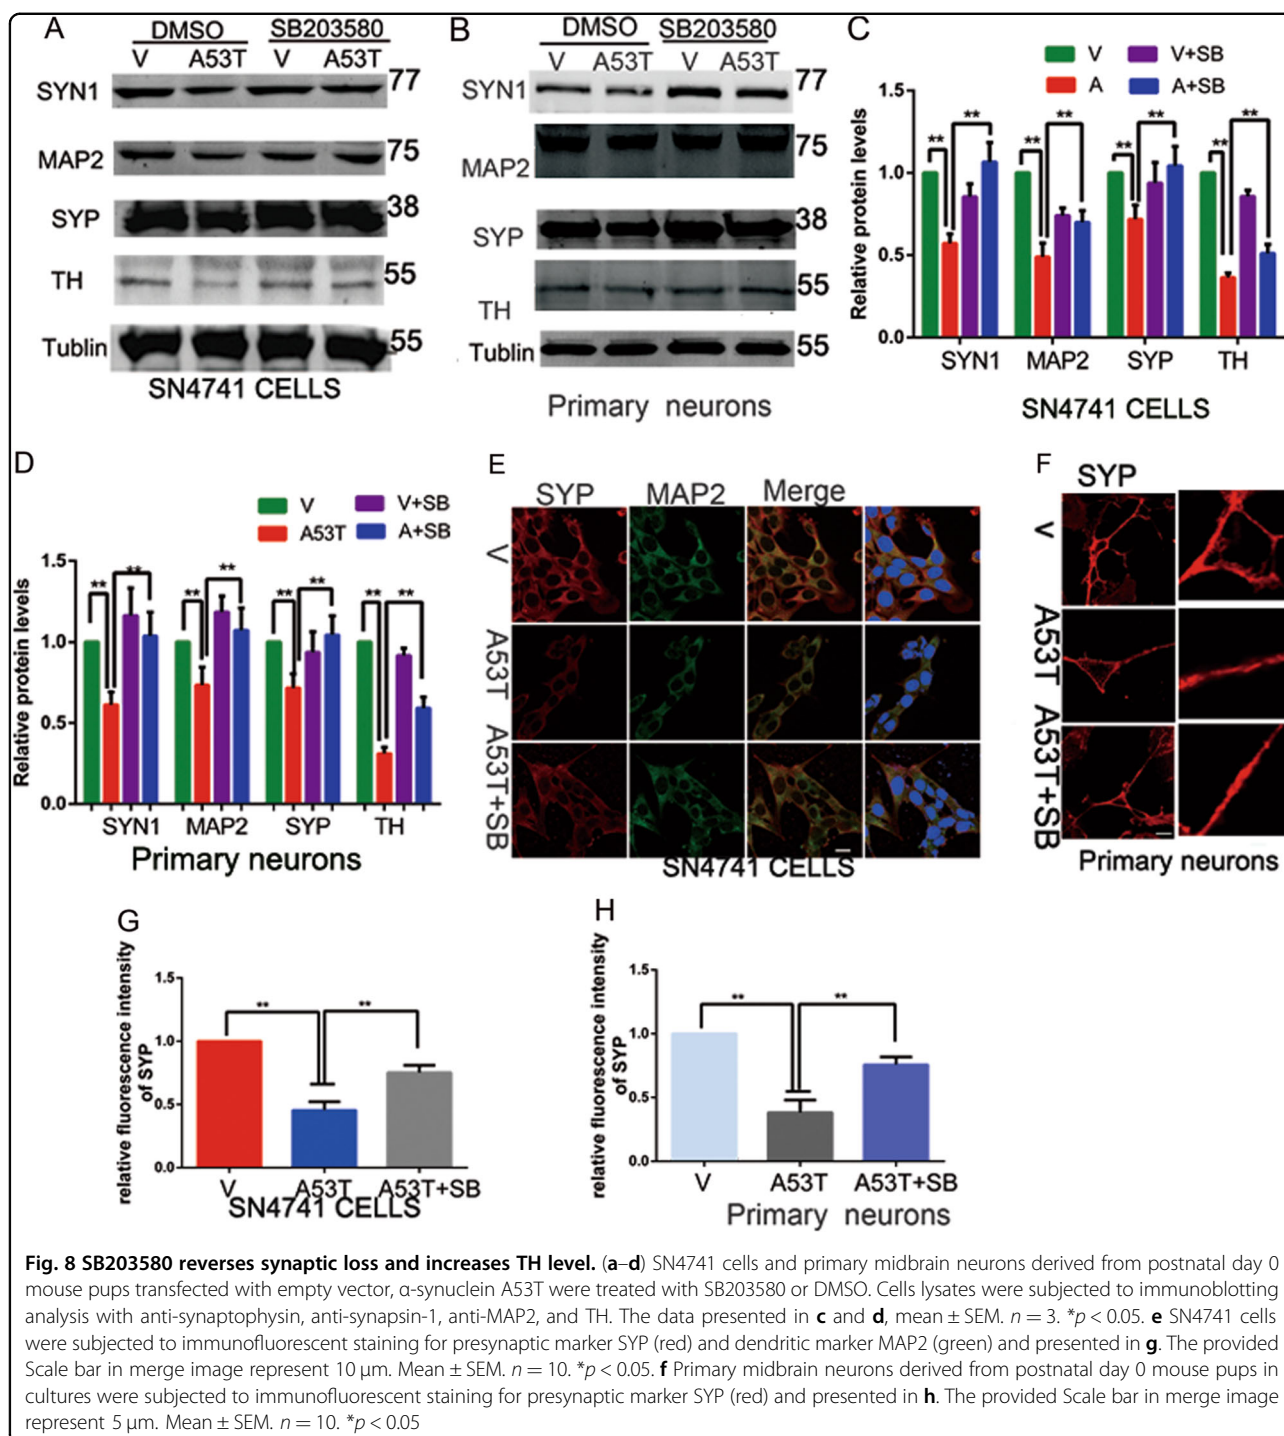 A
DMSO SB203580
V A53T V A53T
SYN1 77
MAP2 75
SYP 38
TH 55
Tublin 55
SN4741 CELLS
B
DMSO SB203580
V A53T V A53T
SYN1 77
MAP2 75
SYP 38
TH 55
Tublin 55
Primary neurons
C
V V+SB
A A+SB
Relative protein levels
1.5
1.0
0.5
0.0
** ** ** ** ** ** ** **
SYN1 MAP2 SYP TH
SN4741 CELLS
D
V V+SB
A53T A+SB
Relative protein levels
1.5
1.0
0.5
0.0
** ** ** ** ** ** ** **
SYN1 MAP2 SYP TH
Primary neurons
E
SYP MAP2 Merge
V
A53T
A53T+SB
SN4741 CELLS
F
SYP
V
A53T
A53T+SB
Primary neurons
G
relative fluorescence intensity
of SYP
1.5
1.0
0.5
0.0
** **
V A53T A53T+SB
SN4741 CELLS
H
relative fluorescence intensity
of SYP
1.5
1.0
0.5
0.0
** **
V A53T A53T+SB
Primary neurons
Fig. 8 SB203580 reverses synaptic loss and increases TH level. (a–d) SN4741 cells and primary midbrain neurons derived from postnatal day 0
mouse pups transfected with empty vector, α-synuclein A53T were treated with SB203580 or DMSO. Cells lysates were subjected to immunoblotting
analysis with anti-synaptophysin, anti-synapsin-1, anti-MAP2, and TH. The data presented in c and d, mean ± SEM. n = 3. *p < 0.05. e SN4741 cells
were subjected to immunofluorescent staining for presynaptic marker SYP (red) and dendritic marker MAP2 (green) and presented in g. The provided
Scale bar in merge image represent 10 μm. Mean ± SEM. n = 10. *p < 0.05. f Primary midbrain neurons derived from postnatal day 0 mouse pups in
cultures were subjected to immunofluorescent staining for presynaptic marker SYP (red) and presented in h. The provided Scale bar in merge image
represent 5 μm. Mean ± SEM. n = 10. *p < 0.05